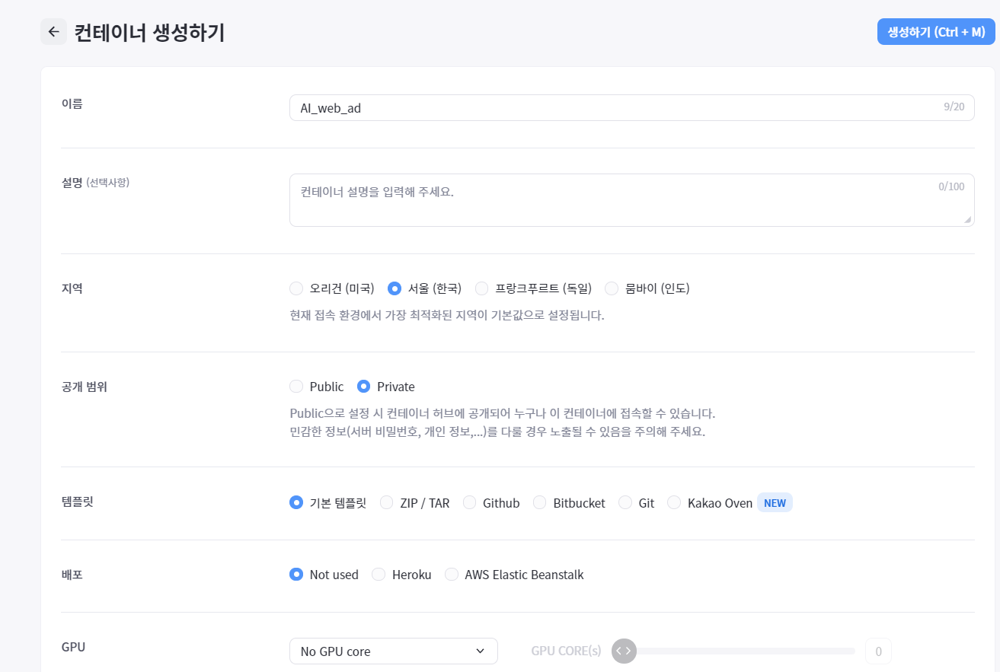 컨테이너 생성하기
생성하기 (Ctrl + M)
이름
AI_web_ad
9/20
설명 (선택사항)
컨테이너 설명을 입력해 주세요.
0/100
지역
오리건 (미국) 서울 (한국) 프랑크푸르트 (독일) 뭄바이 (인도)
현재 접속 환경에서 가장 최적화된 지역이 기본값으로 설정됩니다.
공개 범위
Public Private
Public으로 설정 시 컨테이너 허브에 공개되어 누구나 이 컨테이너에 접속할 수 있습니다.
민감한 정보(서버 비밀번호, 개인 정보,...)를 다룰 경우 노출될 수 있음을 주의해 주세요.
템플릿
기본 템플릿 ZIP / TAR Github Bitbucket Git Kakao Oven NEW
배포
Not used Heroku AWS Elastic Beanstalk
GPU
No GPU core
GPU CORE(s)
0